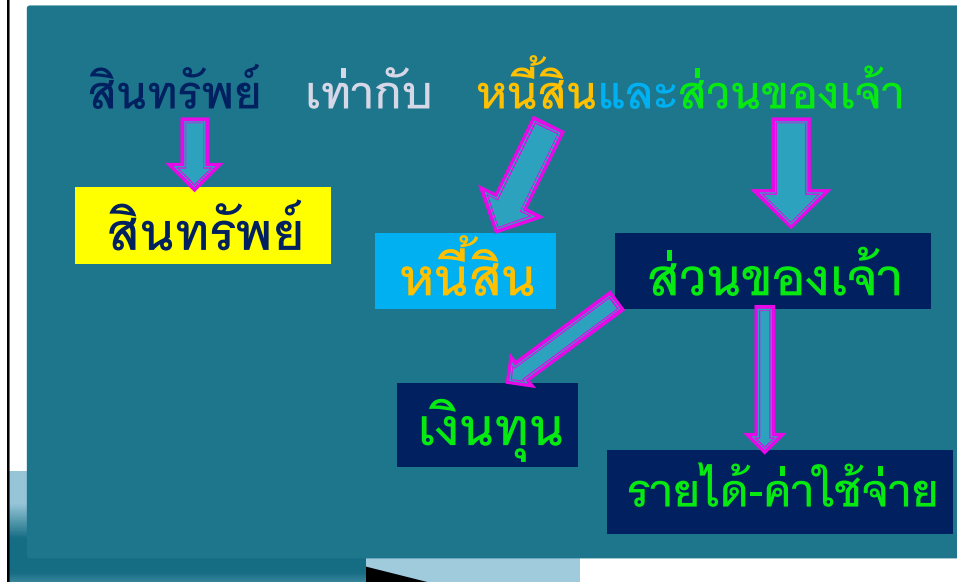 สินทรัพย์ เท่ากับ หนี้สินและส่วนของเจ้า
สินทรัพย์
หนี้สิน
ส่วนของเจ้า
เงินทุน
รายได้-ค่าใช้จ่าย